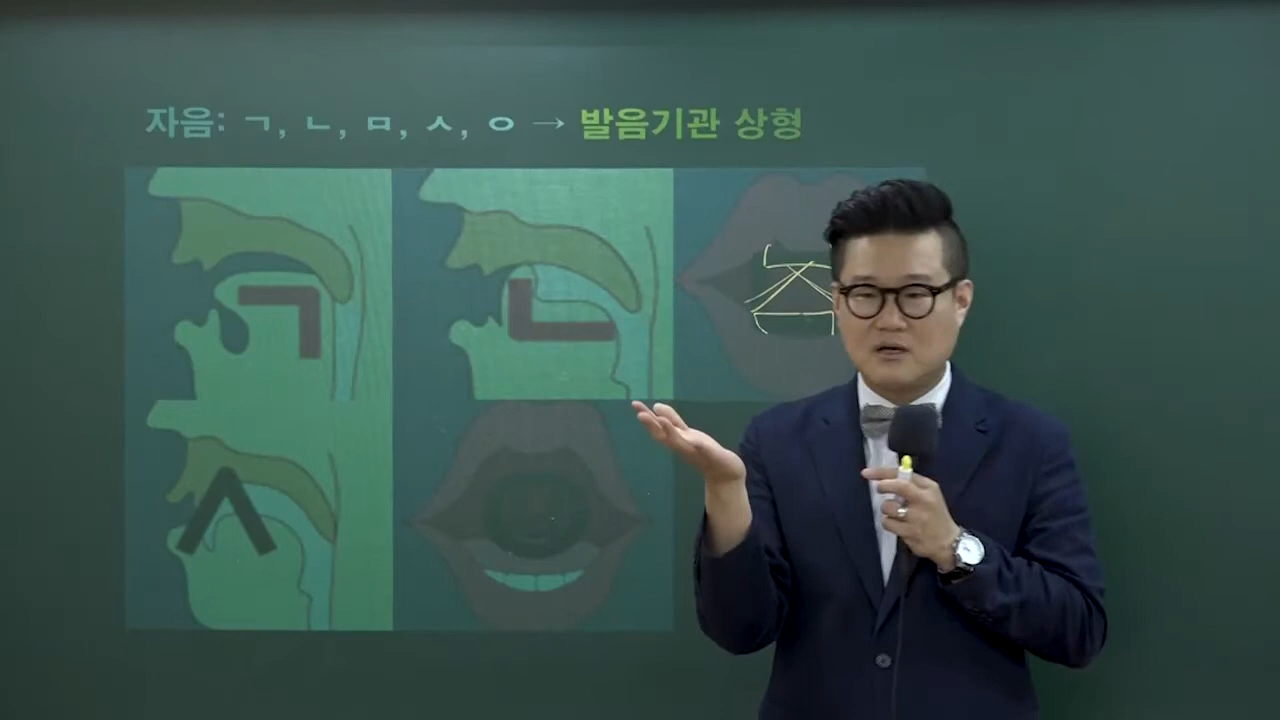 자음: ㄱ, ㄴ, ㅁ, ㅅ, ㅇ → 발음기관 상형
ㄱ
ㄴ
ㅅ